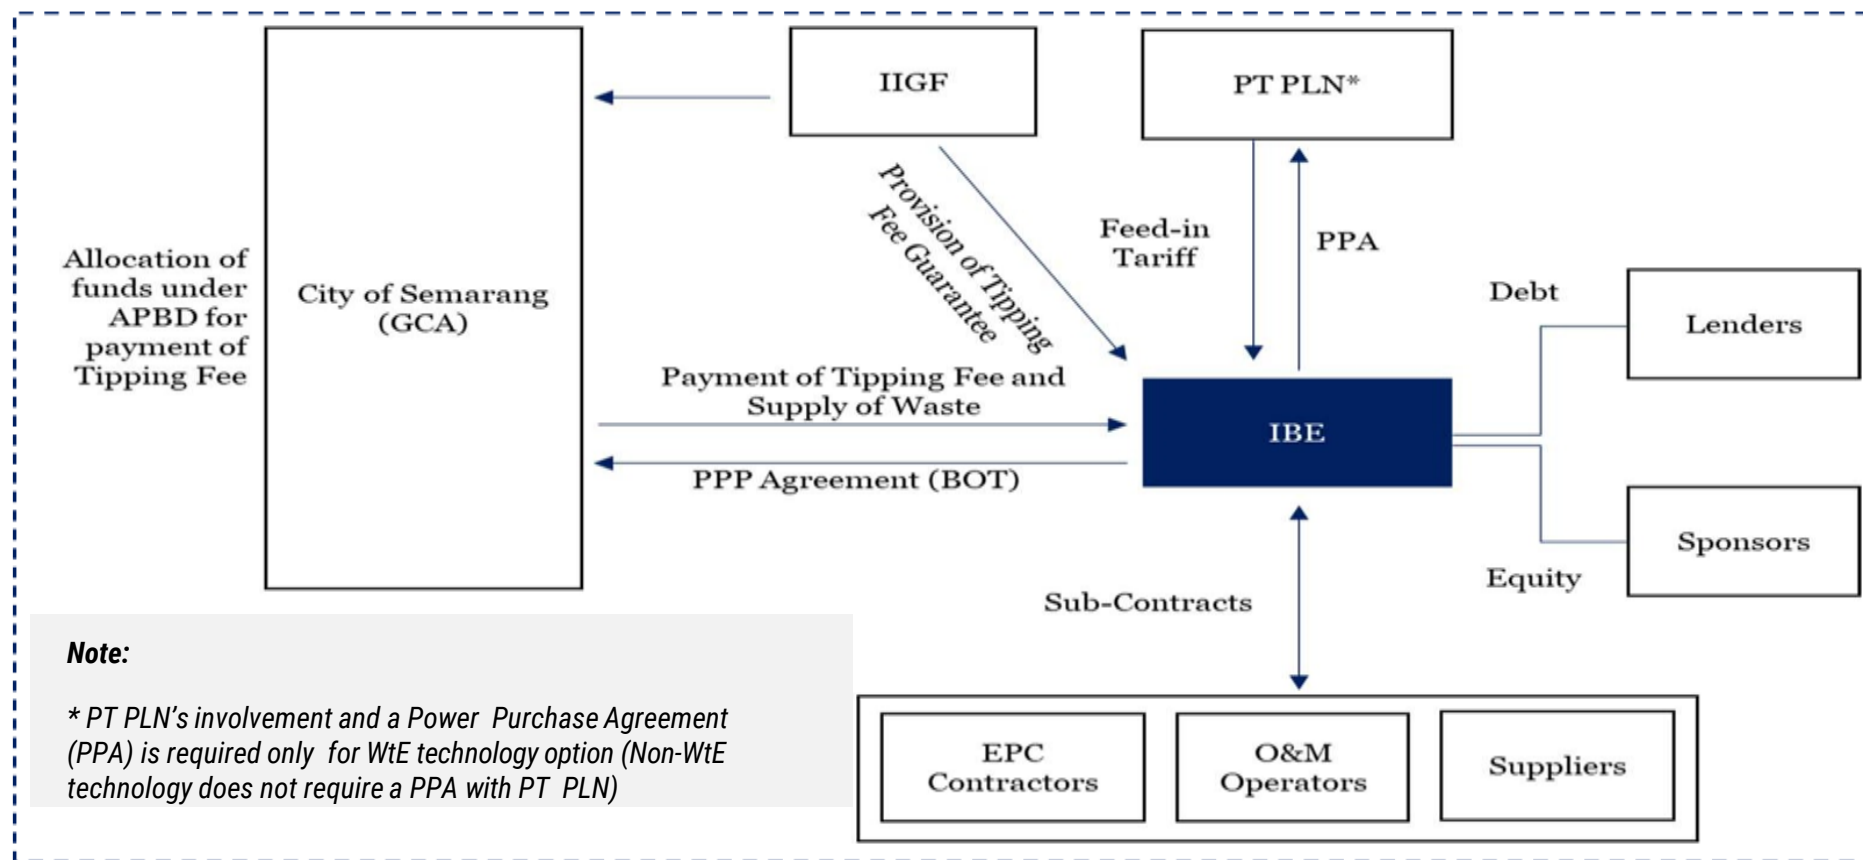 IIGF
PT PLN*
Provision of Tipping
Fee Guarantee
Feed-in
Tariff
PPA
Allocation of
funds under
APBD for
payment of
Tipping Fee
City of Semarang
(GCA)
Debt
Lenders
Payment of Tipping Fee and
Supply of Waste
IBE
PPP Agreement (BOT)
Sponsors
Equity
Sub-Contracts
Note:
* PT PLN's involvement and a Power Purchase Agreement
(PPA) is required only for WtE technology option (Non-WtE
technology does not require a PPA with PT PLN)
EPC
Contractors
O&M
Operators
Suppliers